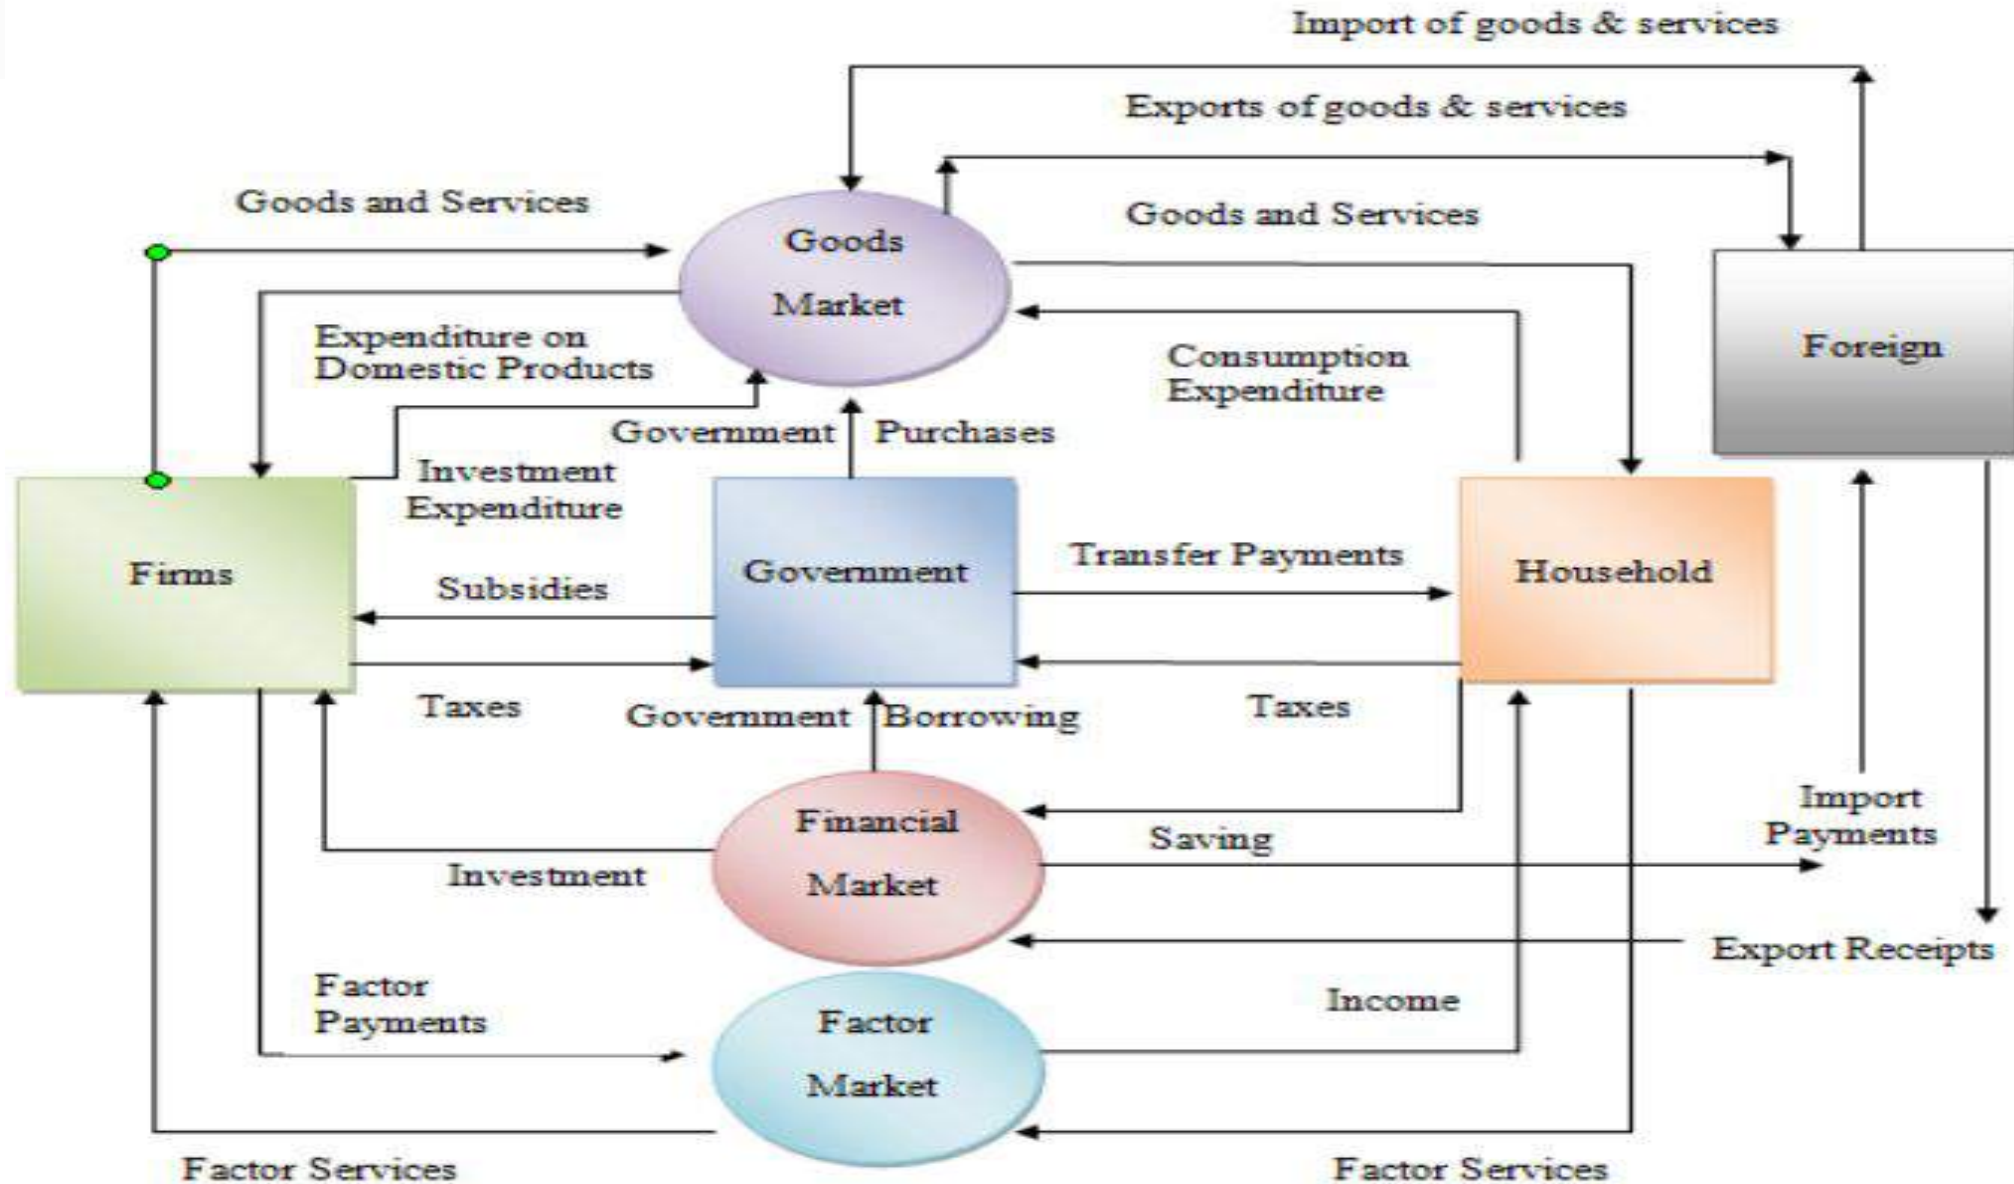 Import of goods & services
Exports of goods & services
Goods and Services
Goods and Services
Goods
Market
Expenditure on
Domestic Products
Consumption
Expenditure
Foreign
Government Purchases
Investment
Expenditure
Firms
Subsidies
Government
Transfer Payments
Household
Taxes
Government Borrowing
Taxes
Financial
Market
Saving
Import
Payments
Investment
Export Receipts
Factor
Payments
Factor
Market
Income
Factor Services
Factor Services